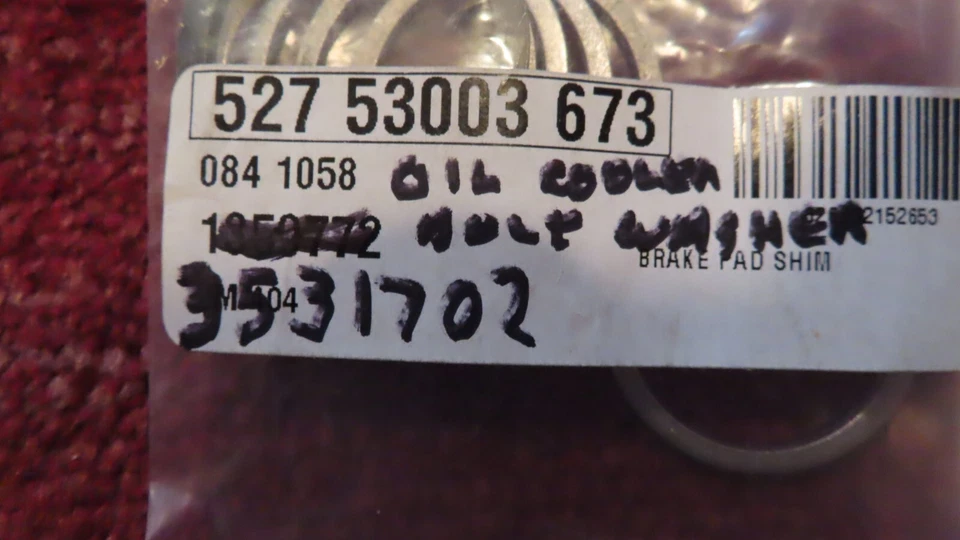 527 53003 673
084 1058 OIL COOLER
HOLE WASHER
2152653
BRAKE PAD SHIM
3531702